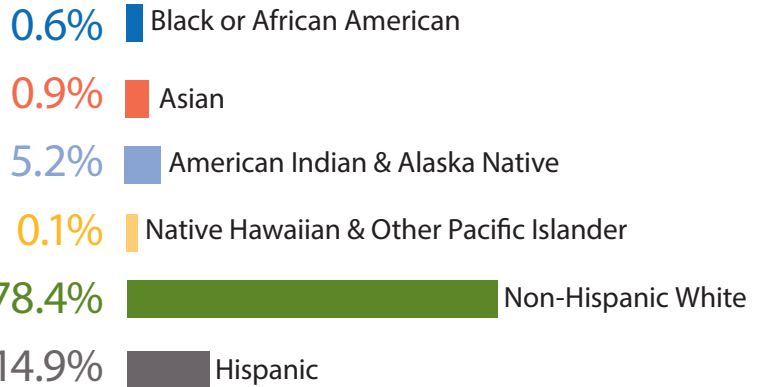 0.6% Black or African American
0.9% Asian
5.2% American Indian & Alaska Native
0.1% Native Hawaiian & Other Pacific Islander
78.4% Non-Hispanic White
14.9% Hispanic